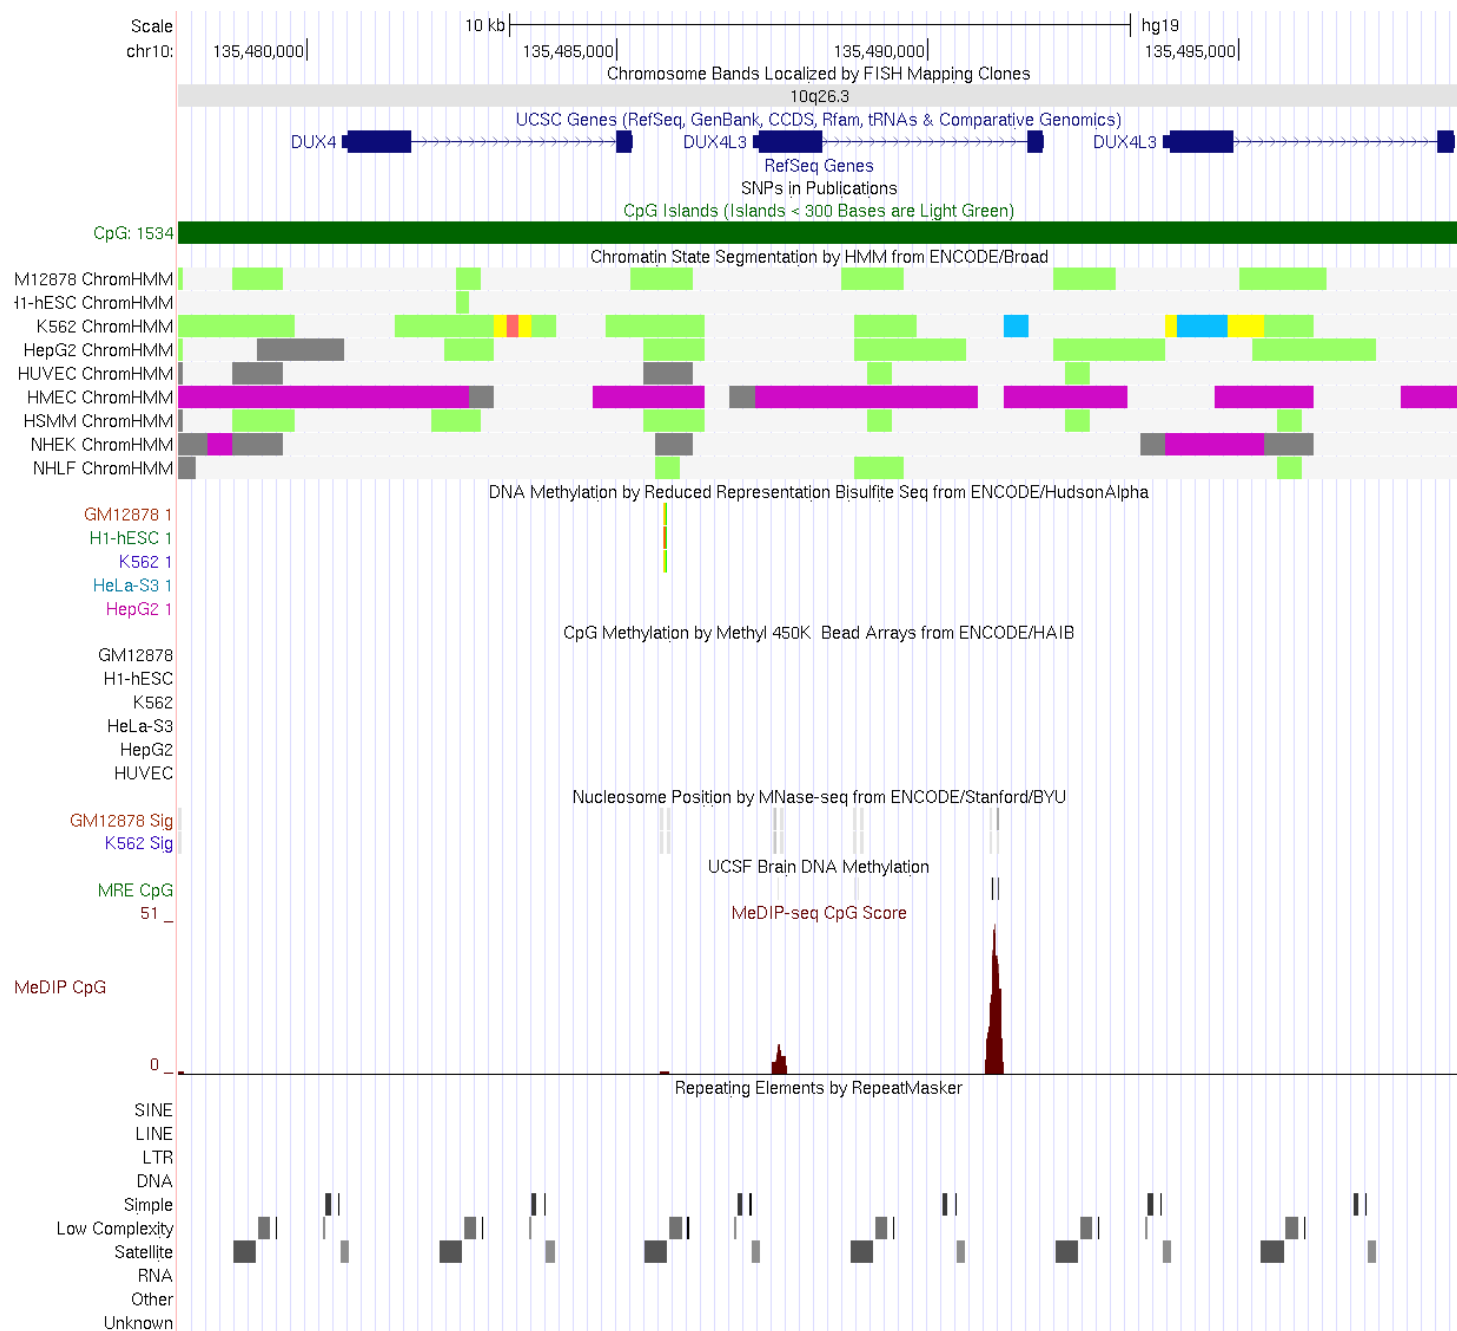 Scale 10 kb hg19
chr10: 135,480,000 135,485,000 135,490,000 135,495,000
Chromosome Bands Localized by FISH Mapping Clones
10q26.3
UCSC Genes (RefSeq, GenBank, CCDS, Rfam, tRNAs & Comparative Genomics)
DUX4 DUX4L3 DUX4L3
RefSeq Genes
SNPs in Publications
CpG Islands (Islands < 300 Bases are Light Green)
CpG: 1534
Chromatin State Segmentation by HMM from ENCODE/Broad
M12878 ChromHMM
H1-hESC ChromHMM
K562 ChromHMM
HepG2 ChromHMM
HUVEC ChromHMM
HMEC ChromHMM
HSMM ChromHMM
NHEK ChromHMM
NHLF ChromHMM
DNA Methylation by Reduced Representation Bisulfite Seq from ENCODE/HudsonAlpha
GM12878 1
H1-hESC 1
K562 1
HeLa-S3 1
HepG2 1
CpG Methylation by Methyl 450K Bead Arrays from ENCODE/HAIB
GM12878
H1-hESC
K562
HeLa-S3
HepG2
HUVEC
Nucleosome Position by MNase-seq from ENCODE/Stanford/BYU
GM12878 Sig
K562 Sig
UCSF Brain DNA Methylation
MRE CpG
51 _
MeDIP-seq CpG Score
MeDIP CpG
0 _
Repeating Elements by RepeatMasker
SINE
LINE
LTR
DNA
Simple
Low Complexity
Satellite
RNA
Other
Unknown